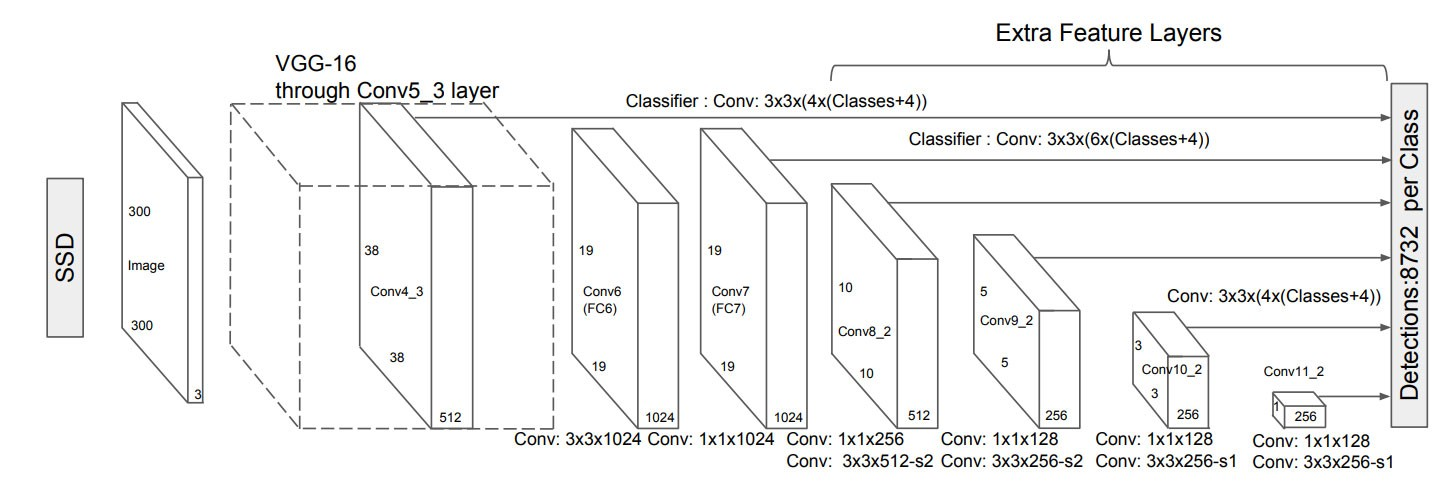 Extra Feature Layers
VGG-16
through Conv5_3 layer
Classifier : Conv: 3x3x(4x(Classes+4))
Classifier : Conv: 3x3x(6x(Classes+4))
SSD
300
Image
300
3
38
Conv4_3
38
512
19
Conv6
(FC6)
19
1024
19
Conv7
(FC7)
19
1024
10
Conv8_2
10
512
5
Conv9_2
5
256
Conv: 3x3x(4x(Classes+4))
3
Conv10_2
3
256
Conv11_2
1
256
Detections:8732 per Class
Conv: 3x3x1024
Conv: 1x1x1024
Conv: 1x1x256
Conv: 3x3x512-s2
Conv: 1x1x128
Conv: 3x3x256-s2
Conv: 1x1x128
Conv: 3x3x256-s1
Conv: 1x1x128
Conv: 3x3x256-s1